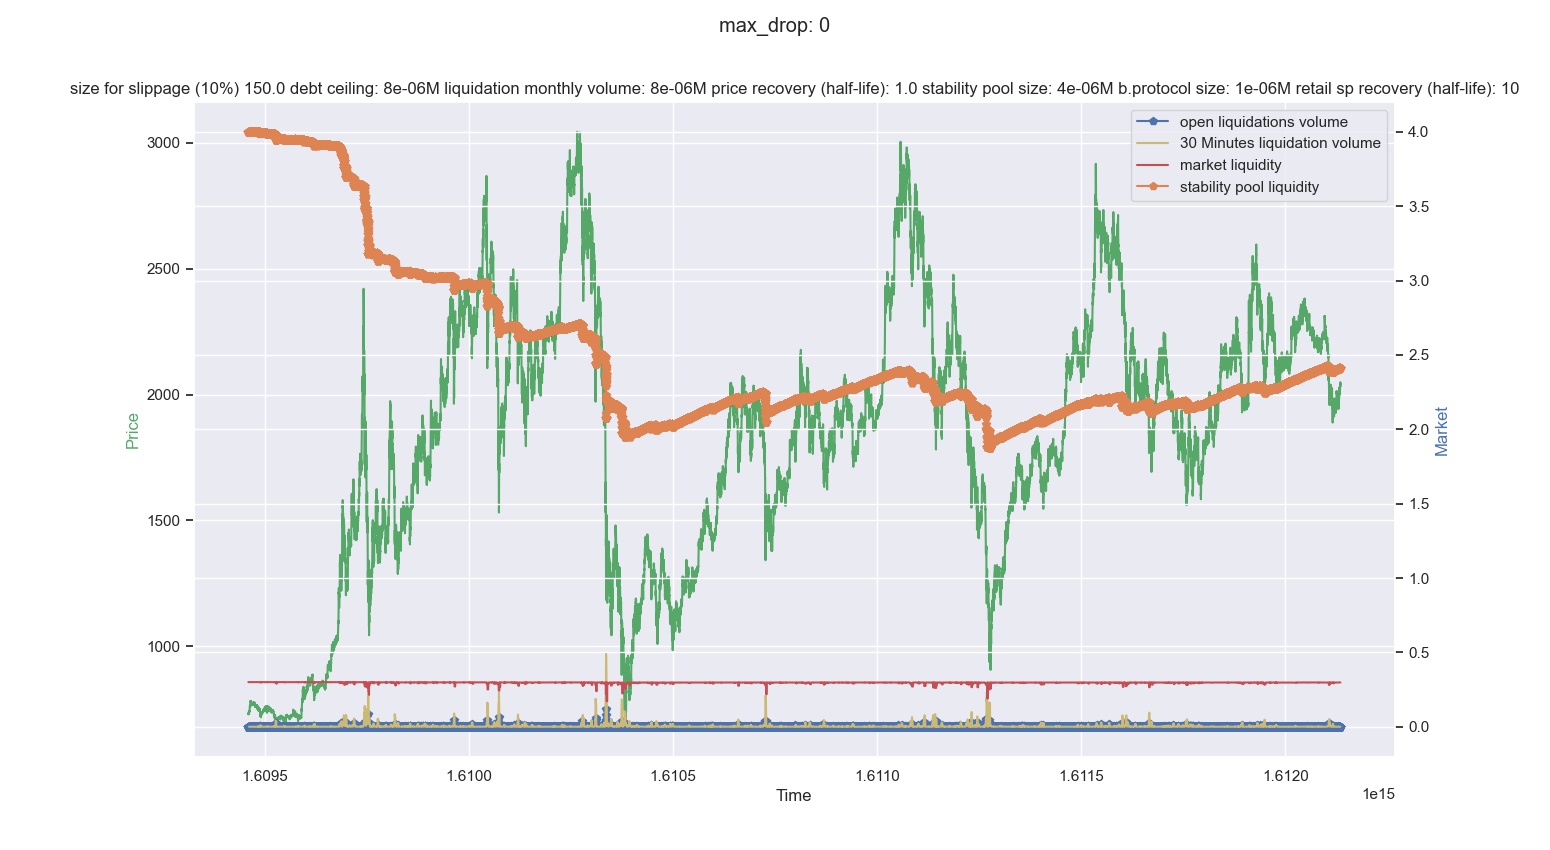 max_drop: 0
size for slippage (10%) 150.0 debt ceiling: 8e-06M liquidation monthly volume: 8e-06M price recovery (half-life): 1.0 stability pool size: 4e-06M b.protocol size: 1e-06M retail sp recovery (half-life): 10
open liquidations volume
30 Minutes liquidation volume
market liquidity
stability pool liquidity
3000
2500
2000
1500
1000
Price
4.0
3.5
3.0
2.5
2.0
1.5
1.0
0.5
0.0
Market
1.6095 1.6100 1.6105 1.6110 1.6115 1.6120
1e15
Time